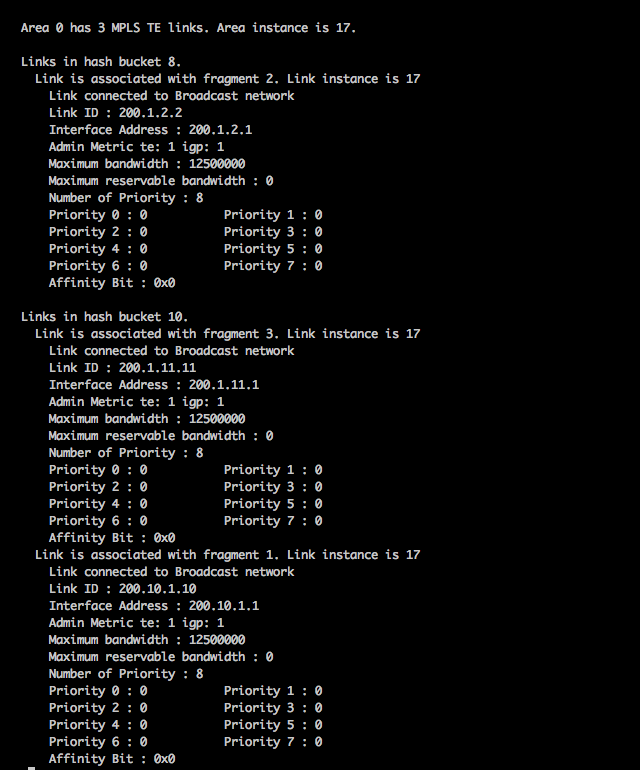 Area 0 has 3 MPLS TE links. Area instance is 17.
Links in hash bucket 8.
Link is associated with fragment 2. Link instance is 17
Link connected to Broadcast network
Link ID : 200.1.2.2
Interface Address : 200.1.2.1
Admin Metric te: 1 igp: 1
Maximum bandwidth : 12500000
Maximum reservable bandwidth : 0
Number of Priority : 8
Priority 0 : 0 Priority 1 : 0
Priority 2 : 0 Priority 3 : 0
Priority 4 : 0 Priority 5 : 0
Priority 6 : 0 Priority 7 : 0
Affinity Bit : 0x0
Links in hash bucket 10.
Link is associated with fragment 3. Link instance is 17
Link connected to Broadcast network
Link ID : 200.1.11.11
Interface Address : 200.1.11.1
Admin Metric te: 1 igp: 1
Maximum bandwidth : 12500000
Maximum reservable bandwidth : 0
Number of Priority : 8
Priority 0 : 0 Priority 1 : 0
Priority 2 : 0 Priority 3 : 0
Priority 4 : 0 Priority 5 : 0
Priority 6 : 0 Priority 7 : 0
Affinity Bit : 0x0
Link is associated with fragment 1. Link instance is 17
Link connected to Broadcast network
Link ID : 200.10.1.10
Interface Address : 200.10.1.1
Admin Metric te: 1 igp: 1
Maximum bandwidth : 12500000
Maximum reservable bandwidth : 0
Number of Priority : 8
Priority 0 : 0 Priority 1 : 0
Priority 2 : 0 Priority 3 : 0
Priority 4 : 0 Priority 5 : 0
Priority 6 : 0 Priority 7 : 0
Affinity Bit : 0x0